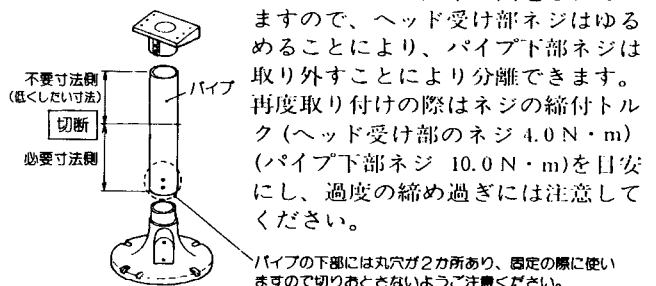 ますので、ヘッド受け部ネジはゆる
めることにより、パイプ下部ネジは
取り外すことにより分離できます。
再度取り付けの際はネジの締付トル
ク(ヘッド受け部のネジ 4.0 N・m)
(パイプ下部ネジ 10.0 N・m)を目安
にし、過度の締め過ぎには注意して
ください。
不要寸法側
(低くしたい寸法)
パイプ
切断
必要寸法側
パイプの下部には丸穴が2か所あり、固定の際に使い
ますので切りおとさないようご注意ください。